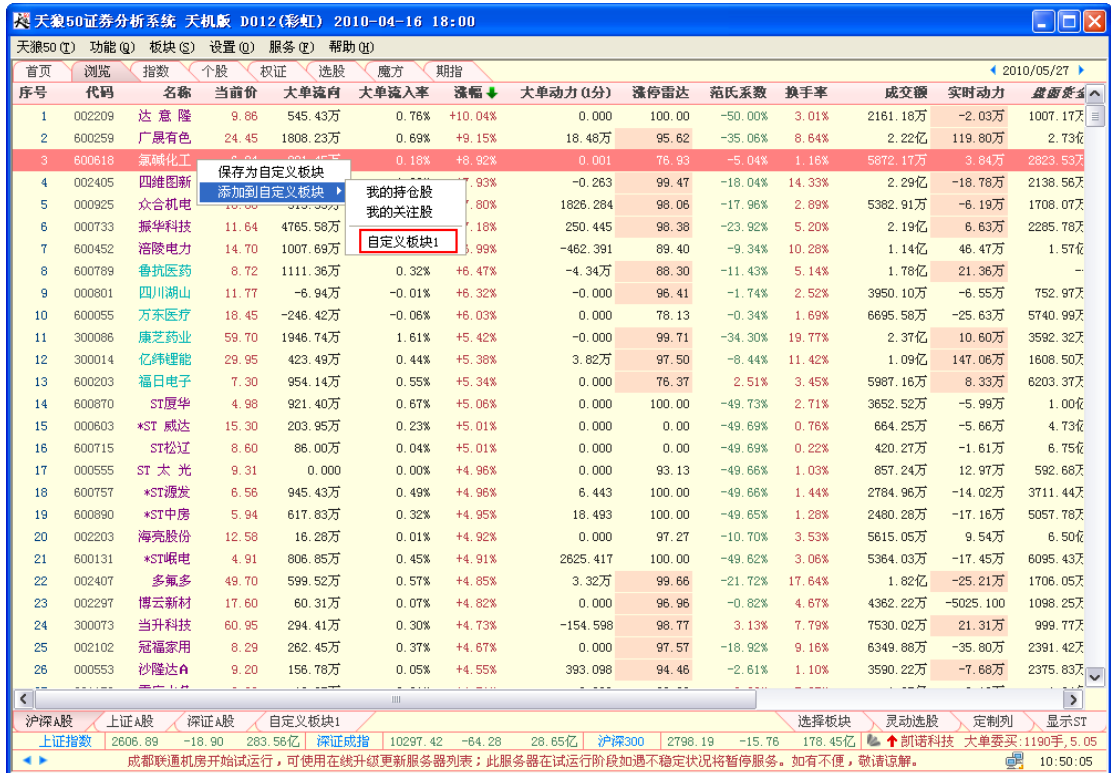 天狼50证券分析系统 天机版 D012(彩虹) 2010-04-16 18:00
天狼50(T) 功能(Q) 板块(S) 设置(O) 服务(F) 帮助(H)
首页 浏览 指数 个股 权证 选股 魔方 期指 2010/05/27
序号 代码 名称 当前价 大单流向 大单流入率 涨幅 大单动力(1分) 涨停雷达 范氏系数 换手率 成交额 实时动力 盘面资金
1 002209 达意隆 9.86 545.43万 0.76% +10.04% 0.000 100.00 -50.00% 3.01% 2161.18万 -2.03万 1007.17万
2 600259 广晟有色 24.45 1808.23万 0.69% +9.15% 18.48万 95.62 -35.06% 8.64% 2.22亿 119.80万 2.73亿
3 600618 氯碱化工 0.18% +8.92% 0.001 76.93 -5.04% 1.16% 5872.17万 3.84万 2823.53万
保存为自定义板块
4 002405 四维图新 7.93% -0.263 99.47 -18.04% 14.33% 2.29亿 -18.78万 2138.56万
添加到自定义板块 我的持仓股
5 000925 众合机电 .80% 1826.284 98.06 -17.96% 2.89% 5382.91万 -6.19万 1708.07万
我的关注股
6 000733 振华科技 11.64 4765.58万 .18% 250.445 98.38 -23.92% 5.20% 2.19亿 6.63万 2285.78万
自定义板块1
7 600452 涪陵电力 14.70 1007.69万 .99% -462.391 89.40 -9.34% 10.28% 1.14亿 46.47万 1.57亿
8 600789 鲁抗医药 8.72 1111.36万 0.32% +6.47% -4.34万 88.30 -11.43% 5.14% 1.78亿 21.36万 -
9 000801 四川湖山 11.77 -6.94万 -0.01% +6.32% -0.000 96.41 -1.74% 2.52% 3950.10万 -6.55万 752.97万
10 600055 万东医疗 18.45 -246.42万 -0.06% +6.03% 0.000 78.13 -0.34% 1.69% 6695.58万 -25.63万 5740.99万
11 300086 康芝药业 59.70 1946.74万 1.61% +5.42% -0.000 99.71 -34.30% 19.77% 2.37亿 10.60万 3592.32万
12 300014 亿纬锂能 29.95 423.49万 0.44% +5.38% 3.82万 97.50 -8.44% 11.42% 1.09亿 147.06万 1608.50万
13 600203 福日电子 7.30 954.14万 0.55% +5.34% 0.000 76.37 2.51% 3.45% 5987.16万 8.33万 6203.37万
14 600870 ST厦华 4.98 921.40万 0.67% +5.06% 0.000 100.00 -49.73% 2.71% 3652.52万 -5.99万 1.00亿
15 000603 *ST 威达 15.30 203.95万 0.23% +5.01% 0.000 0.00 -49.69% 0.76% 664.25万 -5.66万 4.73亿
16 600715 ST松辽 8.60 86.00万 0.04% +5.01% 0.000 0.00 -49.69% 0.22% 420.27万 -1.61万 6.75亿
17 000555 ST 太 光 9.31 0.000 0.00% +4.96% 0.000 93.13 -49.66% 1.03% 857.24万 12.97万 592.68万
18 600757 *ST源发 6.56 945.43万 0.49% +4.96% 6.443 100.00 -49.66% 1.44% 2784.96万 -14.02万 3711.44万
19 600890 *ST中房 5.94 617.83万 0.32% +4.95% 18.493 100.00 -49.65% 1.28% 2480.28万 -17.16万 5057.78万
20 002203 海亮股份 12.58 16.28万 0.01% +4.92% 0.000 97.27 -10.70% 3.53% 5615.05万 9.54万 6.50亿
21 600131 *ST岷电 4.91 806.85万 0.45% +4.91% 2625.417 100.00 -49.62% 3.06% 5364.03万 -17.45万 6095.43万
22 002407 多氟多 49.70 599.52万 0.57% +4.85% 3.32万 99.66 -21.72% 17.64% 1.82亿 -25.21万 1706.05万
23 002297 博云新材 17.60 60.31万 0.07% +4.82% 0.000 96.96 -0.82% 4.67% 4362.22万 -5025.100 1098.25万
24 300073 当升科技 60.95 294.41万 0.30% +4.73% -154.598 98.77 3.13% 7.79% 7530.02万 21.31万 999.77万
25 002102 冠福家用 8.29 262.45万 0.37% +4.67% 0.000 97.57 -18.92% 9.16% 6349.88万 -35.80万 2391.42万
26 000553 沙隆达A 9.20 156.78万 0.05% +4.55% 393.098 94.46 -2.61% 1.10% 3590.22万 -7.68万 2375.83万
沪深A股 上证A股 深证A股 自定义板块1 选择板块 灵动选股 定制列 显示ST
上证指数 2606.89 -18.90 283.56亿 深证成指 10297.42 -64.28 28.65亿 沪深300 2798.19 -15.76 178.45亿 凯诺科技 大单委买:1190手,5.05
成都联通机房开始试运行，可使用在线升级更新服务器列表；此服务器在试运行阶段如遇不稳定状况将暂停服务。如有不便，敬请谅解。 10:50:05